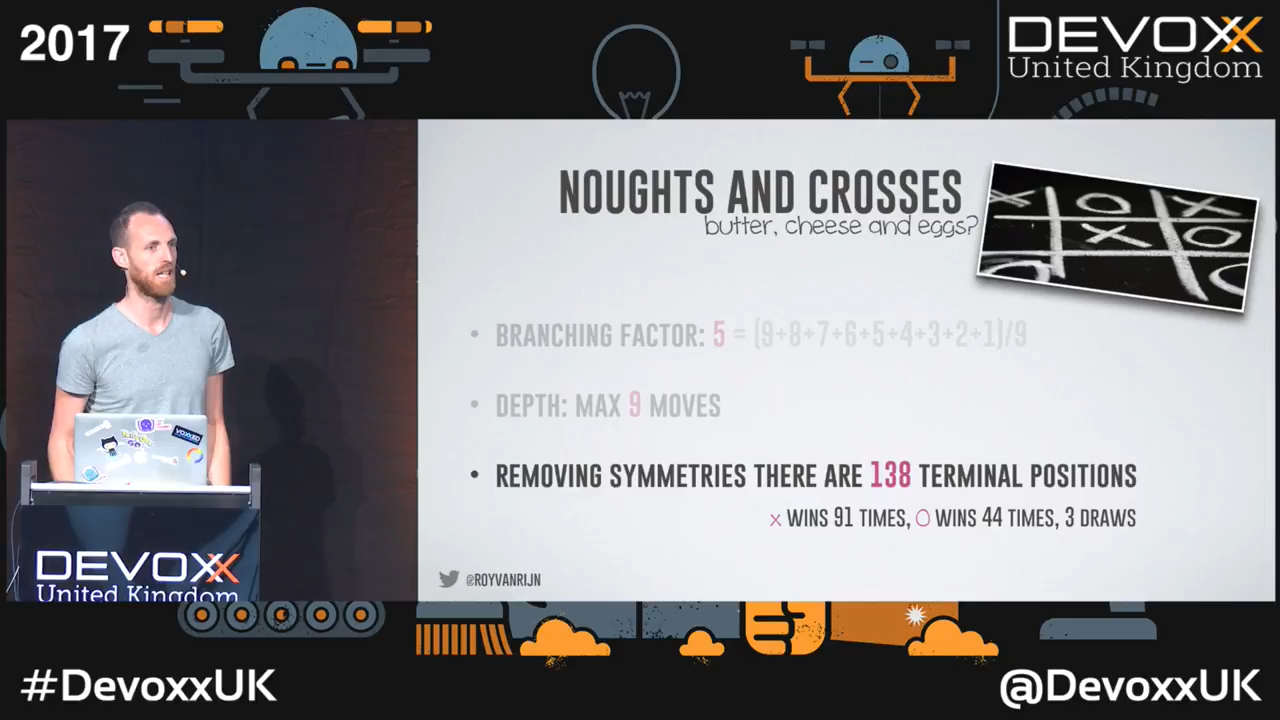 2017
DEVOXX
United Kingdom
NOUGHTS AND CROSSES
butter, cheese and eggs?
• BRANCHING FACTOR: 5 = (9+8+7+6+5+4+3+2+1)/9
• DEPTH: MAX 9 MOVES
• REMOVING SYMMETRIES THERE ARE 138 TERMINAL POSITIONS
X WINS 91 TIMES, O WINS 44 TIMES, 3 DRAWS
@ROYVANRIJN
DEVOXX
United Kingdom
#DevoxxUK
@DevoxxUK